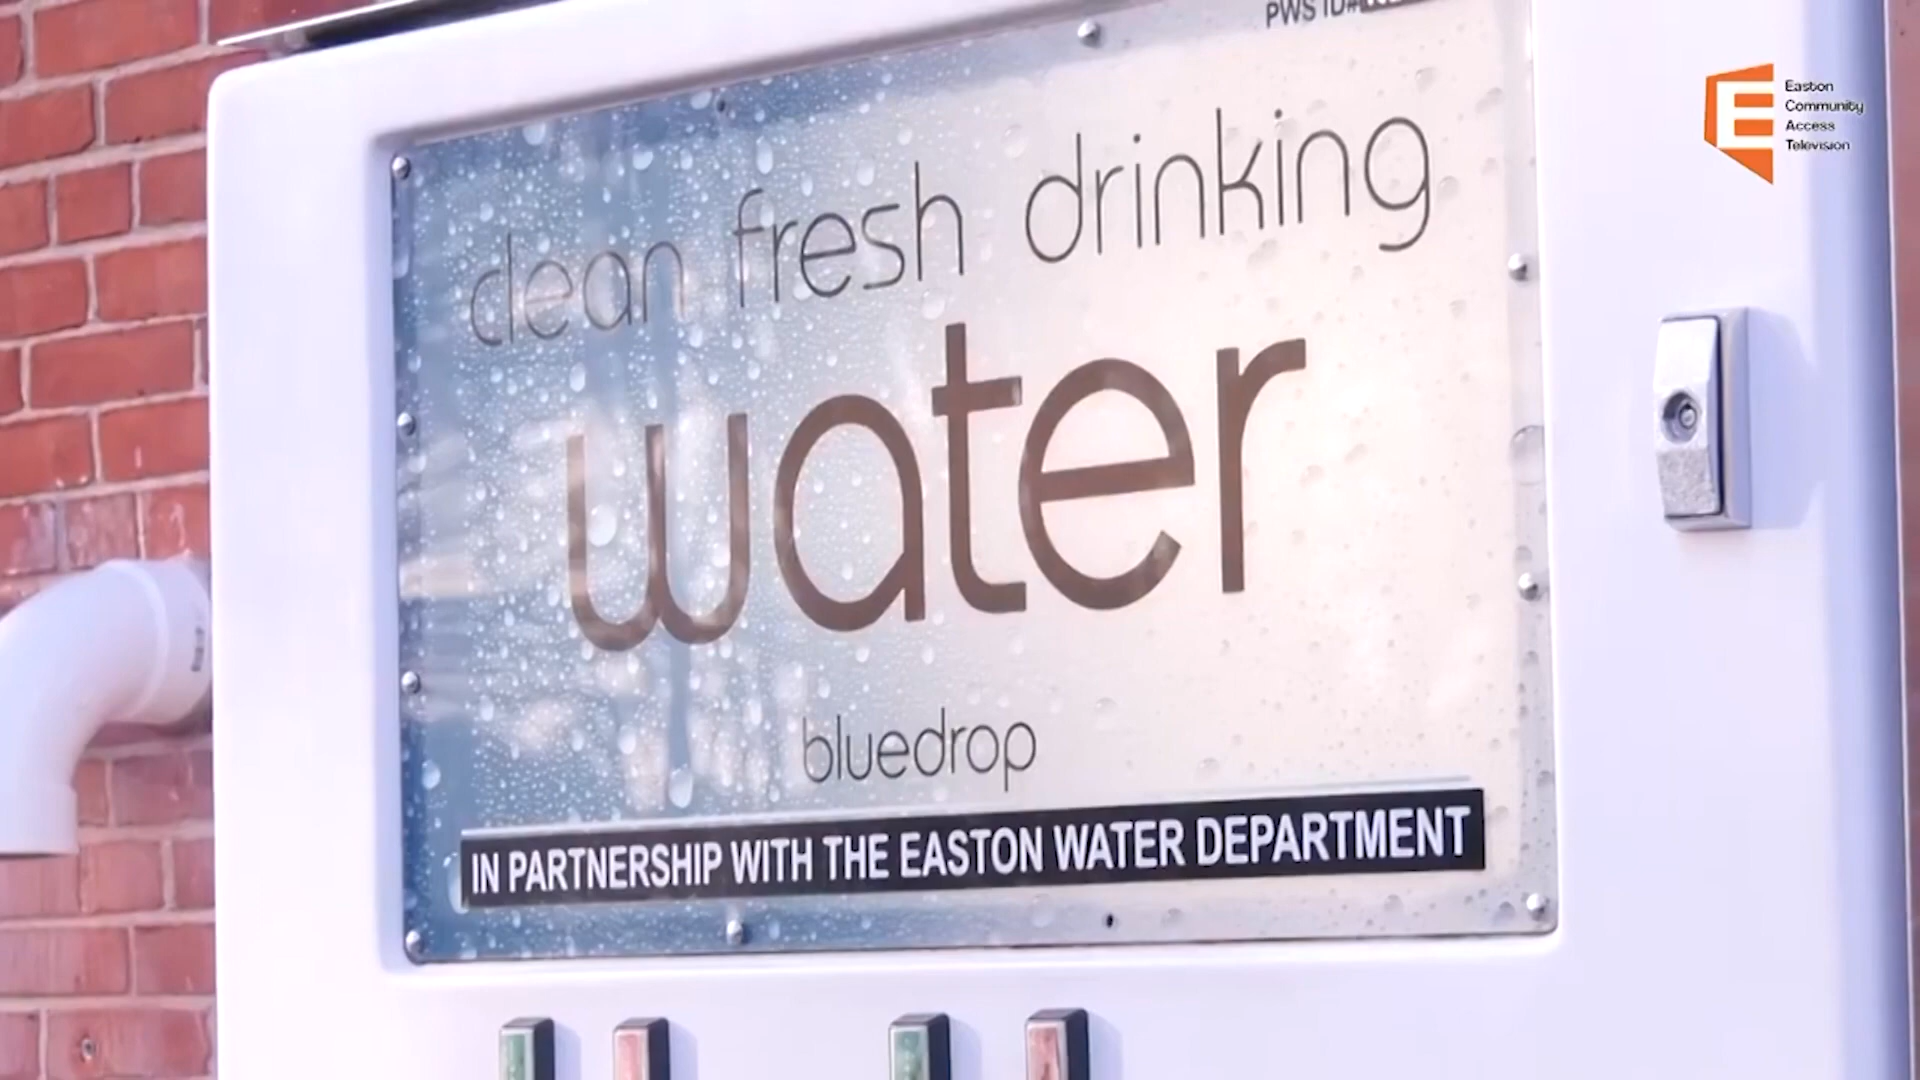 PWS ID#
clean fresh drinking
water
bluedrop
IN PARTNERSHIP WITH THE EASTON WATER DEPARTMENT
E
Easton
Community
Access
Television